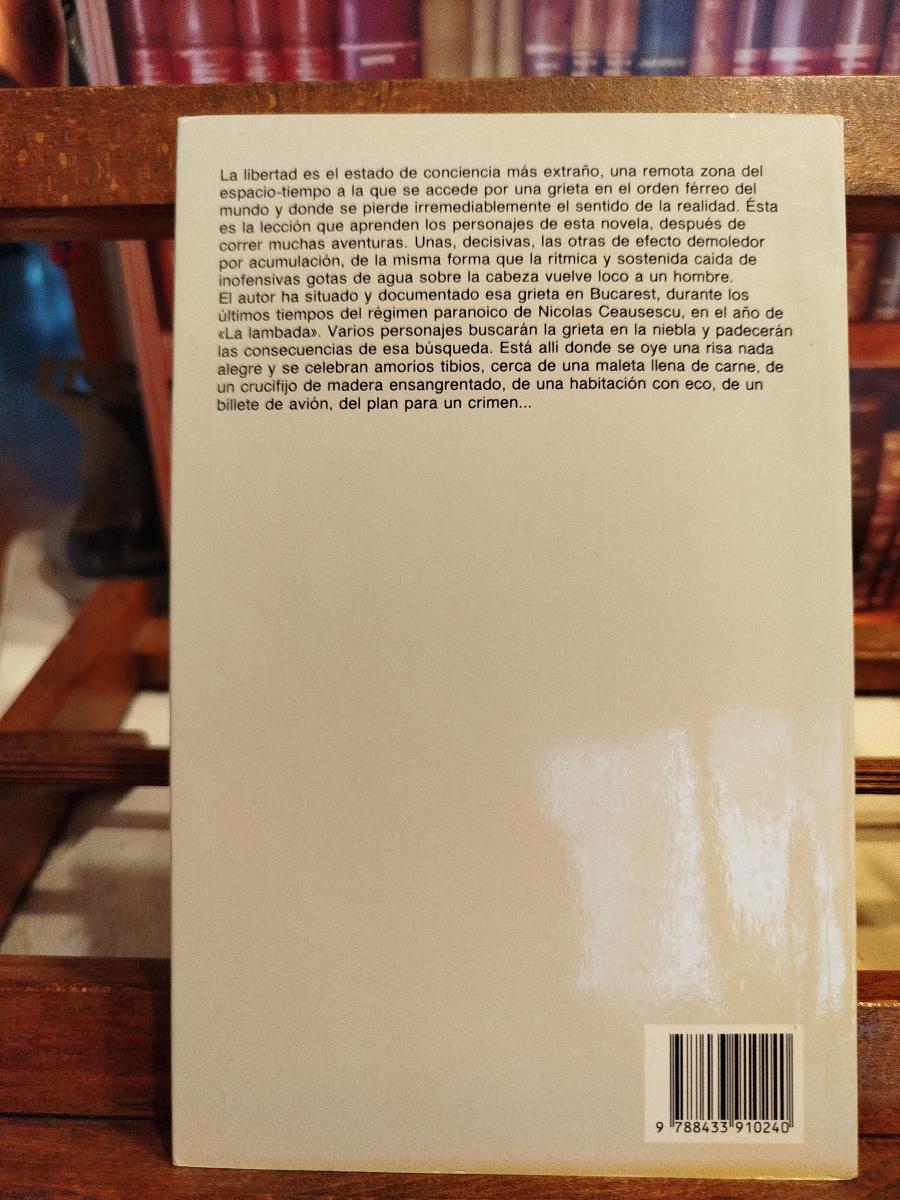 La libertad es el estado de conciencia más extraño, una remota zona del
espacio-tiempo a la que se accede por una grieta en el orden férreo del
mundo y donde se pierde irremediablemente el sentido de la realidad. Ésta
es la lección que aprenden los personajes de esta novela, después de
correr muchas aventuras. Unas, decisivas, las otras de efecto demoledor
por acumulación, de la misma forma que la rítmica y sostenida caída de
inofensivas gotas de agua sobre la cabeza vuelve loco a un hombre.
El autor ha situado y documentado esa grieta en Bucarest, durante los
últimos tiempos del régimen paranoico de Nicolas Ceausescu, en el año de
«La lambada». Varios personajes buscarán la grieta en la niebla y padecerán
las consecuencias de esa búsqueda. Está allí donde se oye una risa nada
alegre y se celebran amoríos tibios, cerca de una maleta llena de carne, de
un crucifijo de madera ensangrentado, de una habitación con eco, de un
billete de avión, del plan para un crimen...
9 788433 910240